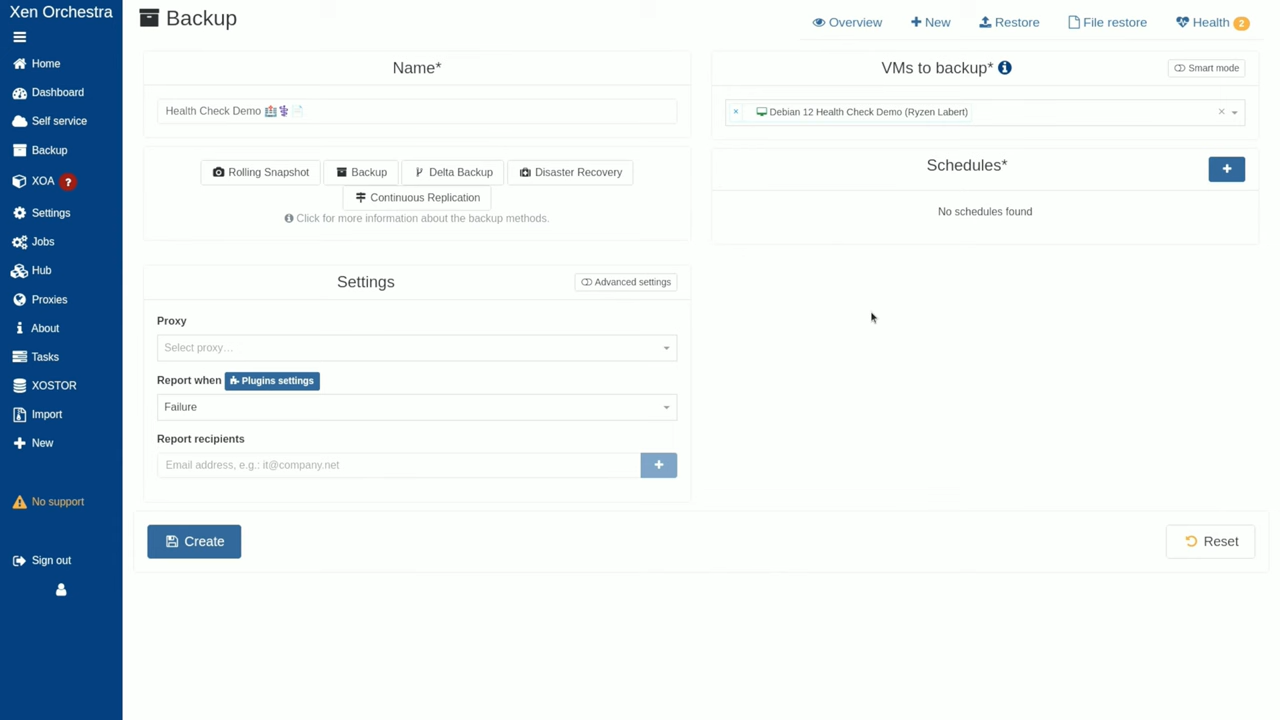 Xen Orchestra
Home
Dashboard
Self service
Backup
XOA ?
Settings
Jobs
Hub
Proxies
About
Tasks
XOSTOR
Import
New
No support
Sign out
Backup
Overview
New
Restore
File restore
Health 2
Name*
Health Check Demo 🏥⚕️📄
Rolling Snapshot
Backup
Delta Backup
Disaster Recovery
Continuous Replication
Click for more information about the backup methods.
VMs to backup*
Smart mode
× Debian 12 Health Check Demo (Ryzen Labert) ×
Schedules*
+
No schedules found
Settings
Advanced settings
Proxy
Select proxy…
Report when Plugins settings
Failure
Report recipients
Email address, e.g.: it@company.net
+
Create
Reset